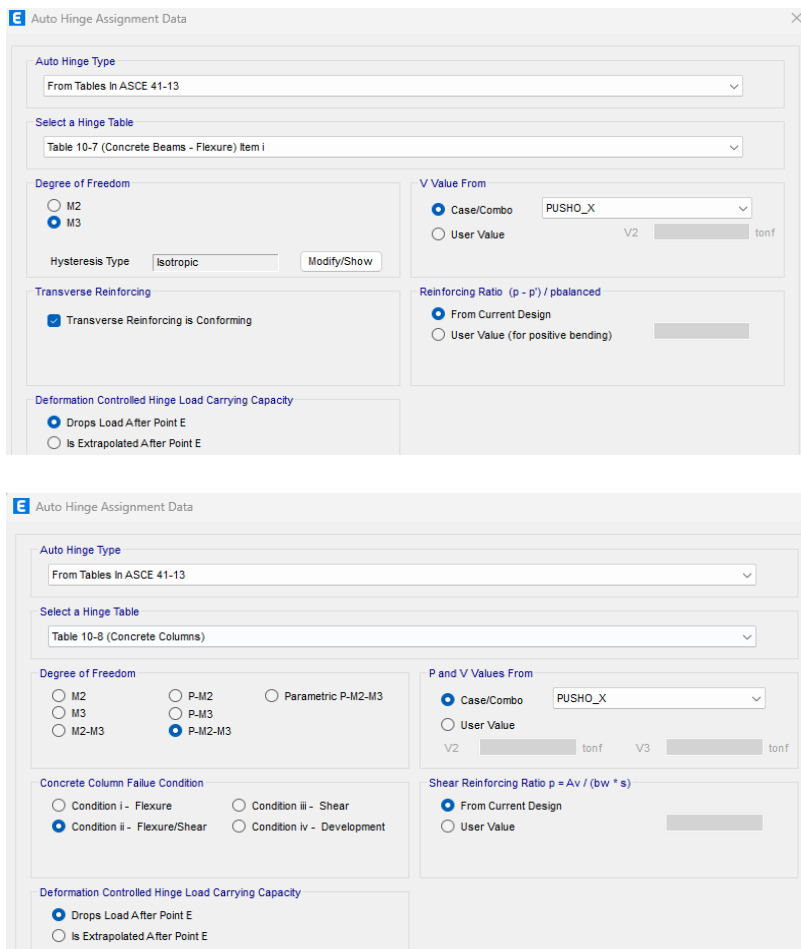 E Auto Hinge Assignment Data
Auto Hinge Type
From Tables In ASCE 41-13
Select a Hinge Table
Table 10-7 (Concrete Beams - Flexure) Item i
Degree of Freedom
M2
M3
Hysteresis Type Isotropic Modify/Show
V Value From
Case/Combo PUSHO_X
User Value V2 tonf
Transverse Reinforcing
Transverse Reinforcing is Conforming
Reinforcing Ratio (p - p') / pbalanced
From Current Design
User Value (for positive bending)
Deformation Controlled Hinge Load Carrying Capacity
Drops Load After Point E
Is Extrapolated After Point E
E Auto Hinge Assignment Data
Auto Hinge Type
From Tables In ASCE 41-13
Select a Hinge Table
Table 10-8 (Concrete Columns)
Degree of Freedom
M2 P-M2 Parametric P-M2-M3
M3 P-M3
M2-M3 P-M2-M3
P and V Values From
Case/Combo PUSHO_X
User Value
V2 tonf V3 tonf
Concrete Column Failue Condition
Condition i - Flexure Condition iii - Shear
Condition ii - Flexure/Shear Condition iv - Development
Shear Reinforcing Ratio p = Av / (bw * s)
From Current Design
User Value
Deformation Controlled Hinge Load Carrying Capacity
Drops Load After Point E
Is Extrapolated After Point E